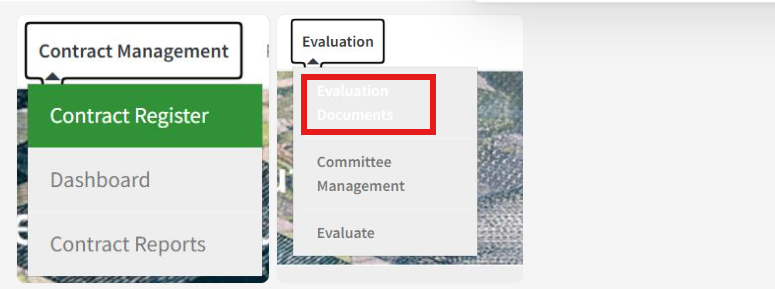 Contract Management
Contract Register
Dashboard
Contract Reports
Evaluation
Evaluation
Documents
Committee
Management
Evaluate